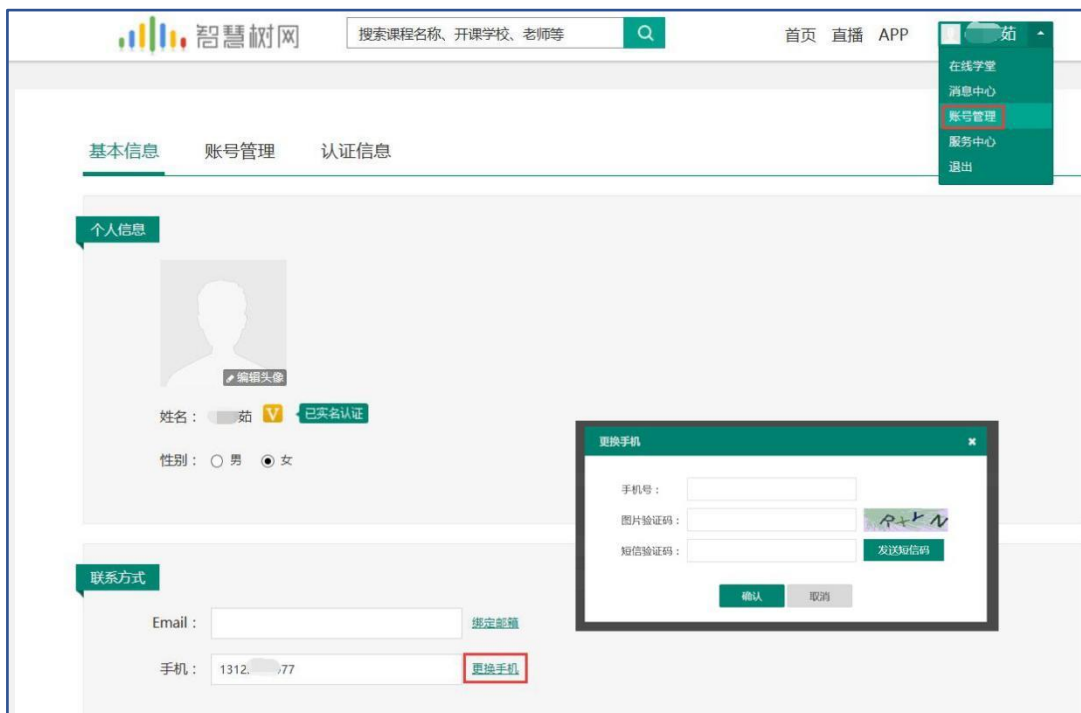 智慧树网
搜索课程名称、开课学校、老师等
首页 直播 APP
茹
在线学堂
消息中心
账号管理
服务中心
退出
基本信息 账号管理 认证信息
个人信息
编辑头像
姓名： 茹 V 已实名认证
性别： 男 女
更换手机
手机号：
图片验证码：
短信验证码： 发送短信码
确认 取消
联系方式
Email： 绑定邮箱
手机： 1312. 77 更换手机